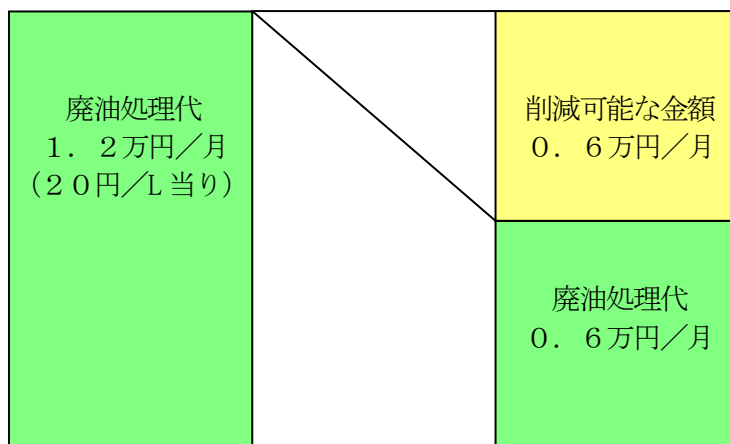 廃油処理代
１．２万円／月
（２０円／L 当り）
削減可能な金額
０．６万円／月
廃油処理代
０．６万円／月